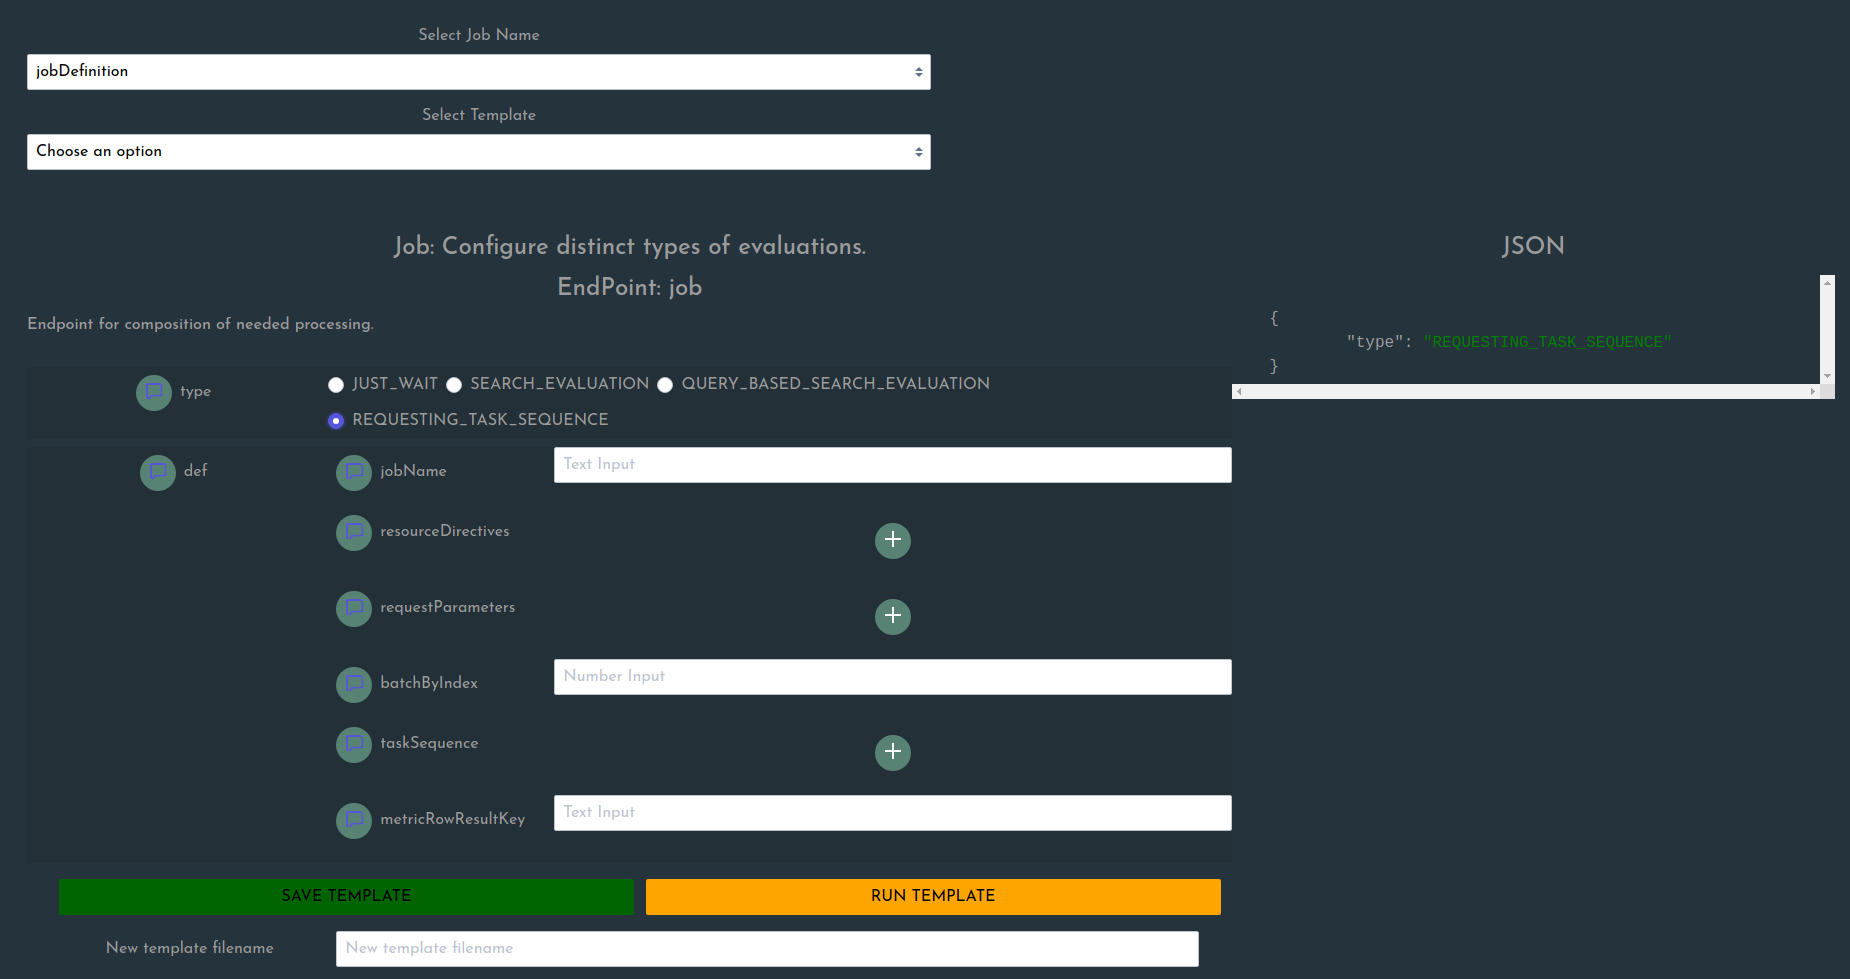 Select Job Name
jobDefinition
Select Template
Choose an option
Job: Configure distinct types of evaluations.
EndPoint: job
Endpoint for composition of needed processing.
type
JUST_WAIT SEARCH_EVALUATION QUERY_BASED_SEARCH_EVALUATION
REQUESTING_TASK_SEQUENCE
def
jobName
Text Input
resourceDirectives
requestParameters
batchByIndex
Number Input
taskSequence
metricRowResultKey
Text Input
SAVE TEMPLATE
RUN TEMPLATE
New template filename
New template filename
JSON
{
"type": "REQUESTING_TASK_SEQUENCE"
}